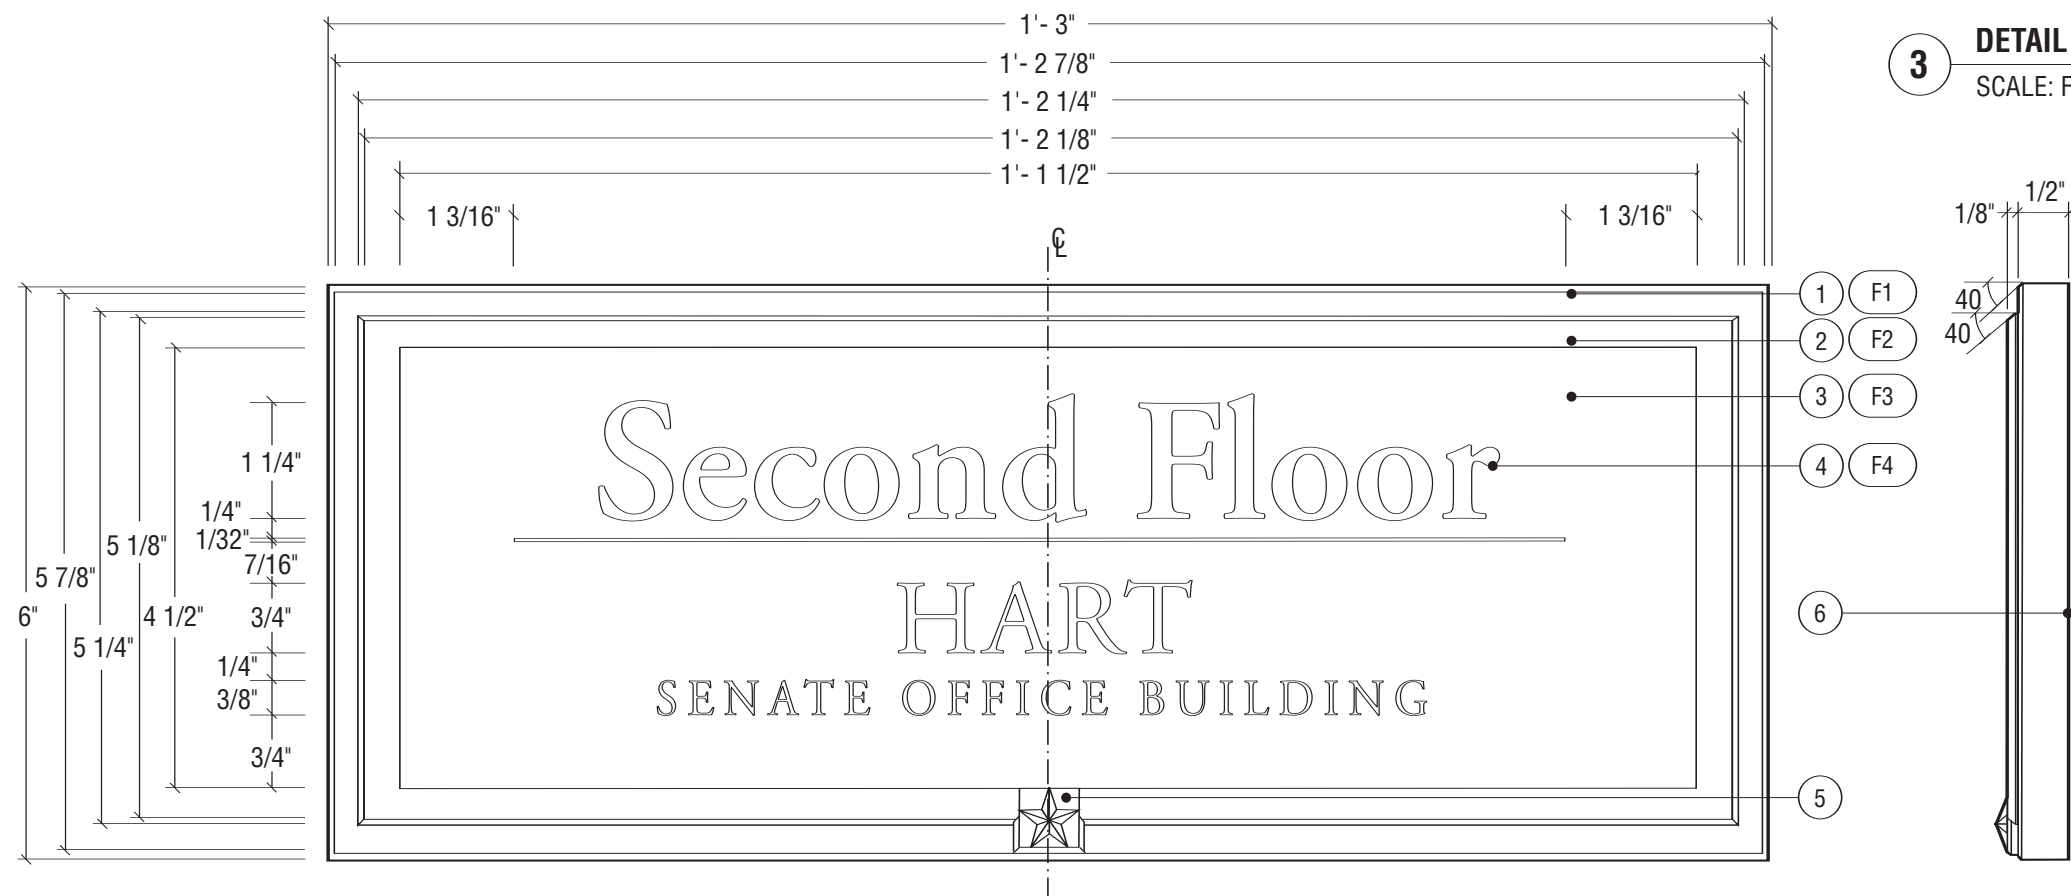 1'- 3"
3 DETAIL
SCALE: F
1'- 2 7/8"
1'- 2 1/4"
1'- 2 1/8"
1'- 1 1/2"
1 3/16"
1 3/16"
1/2"
1/8"
CL
1 F1
40
2 F2
40
3 F3
4 F4
Second Floor
1 1/4"
1/4"
1/32"
5 1/8"
7/16"
5 7/8"
HART
6"
4 1/2"
3/4"
6
5 1/4"
1/4"
3/8"
SENATE OFFICE BUILDING
3/4"
5